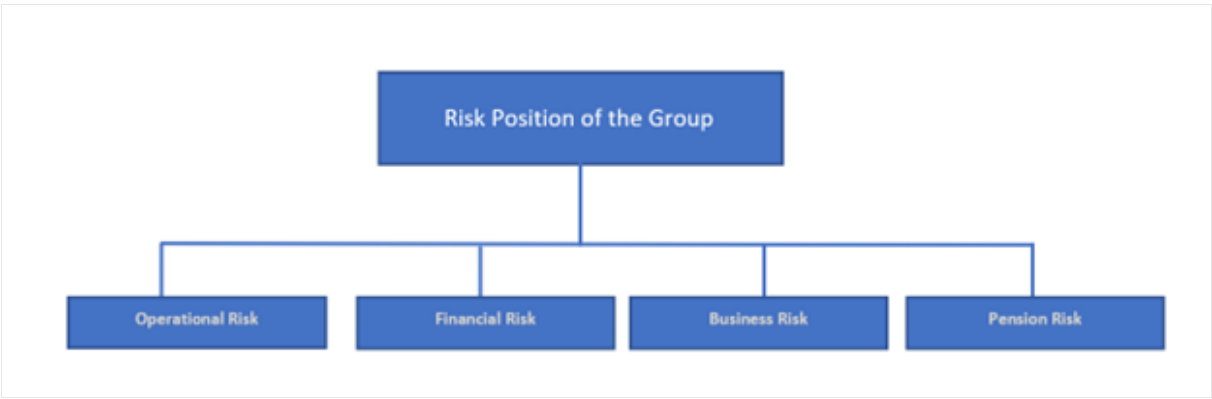 Risk Position of the Group
Operational Risk
Financial Risk
Business Risk
Pension Risk